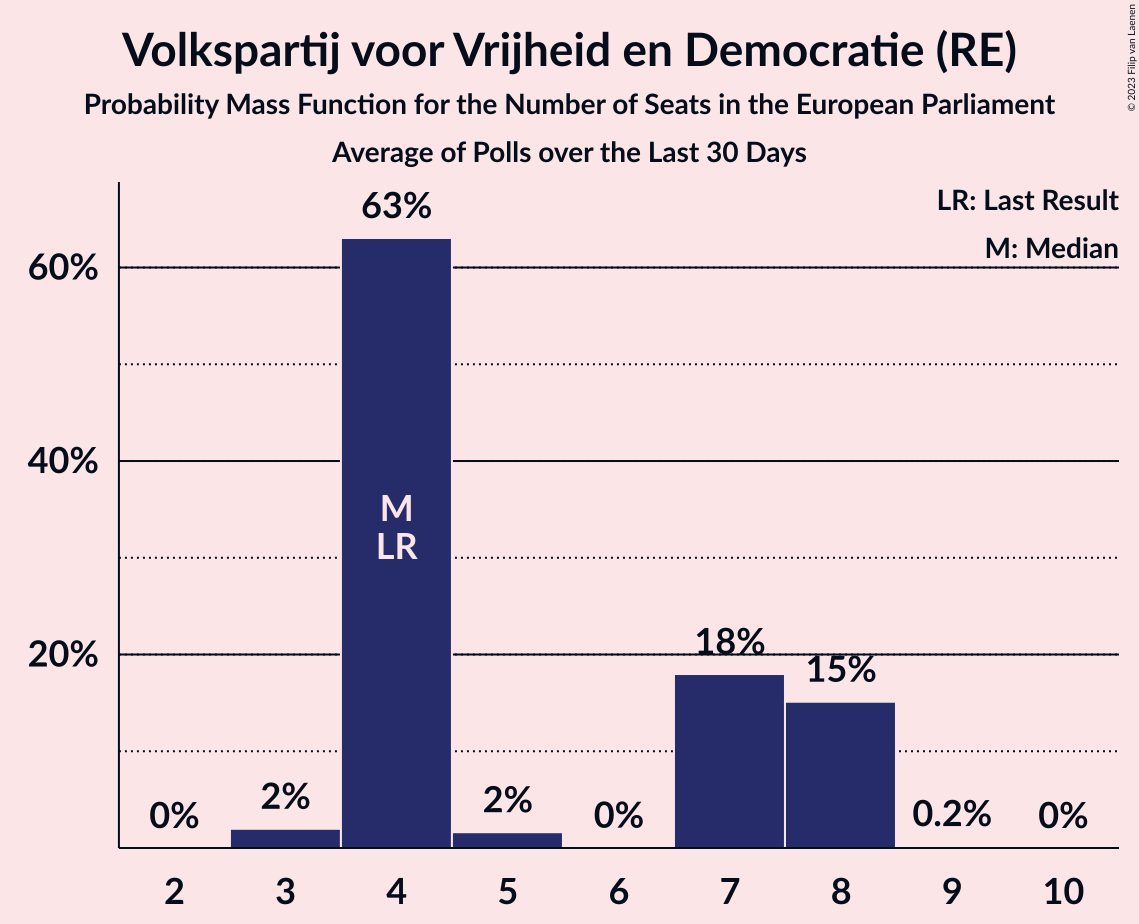 Volkspartij voor Vrijheid en Democratie (RE)
Probability Mass Function for the Number of Seats in the European Parliament
Average of Polls over the Last 30 Days
© 2023 Filip van Laenen
LR: Last Result
M: Median
63%
60%
40%
M
LR
20%
18%
15%
0%
2%
2%
0%
0.2%
0%
2 3 4 5 6 7 8 9 10